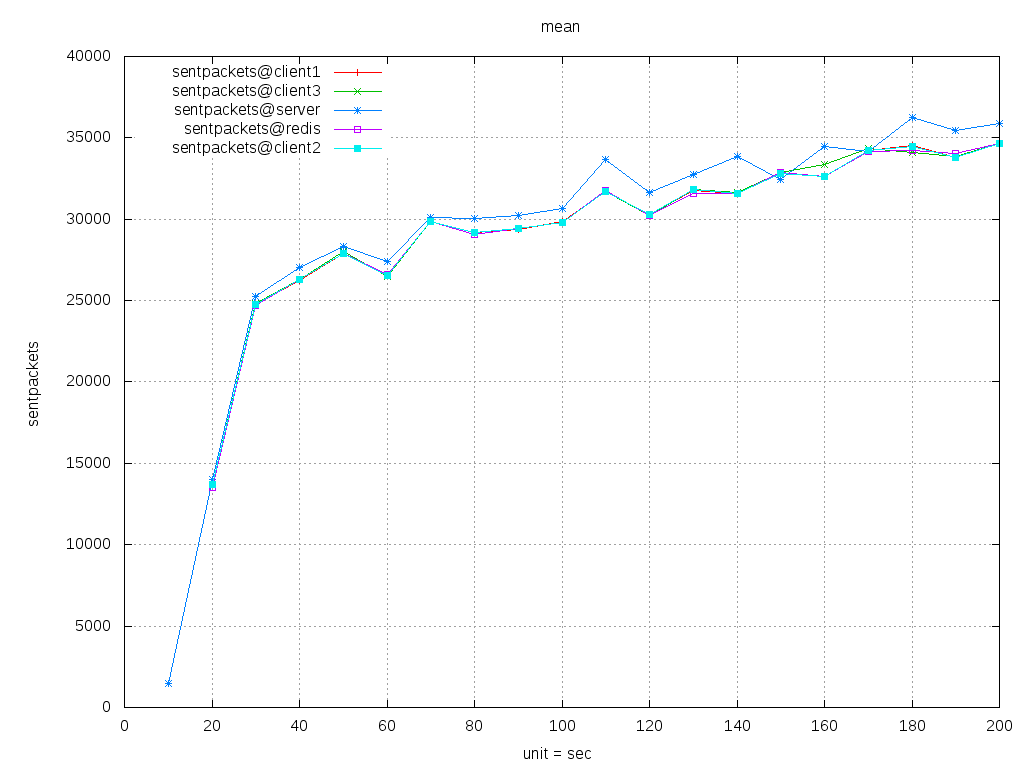 mean
40000
35000
30000
25000
20000
15000
10000
5000
0
sentpackets
sentpackets@client1
sentpackets@client3
sentpackets@server
sentpackets@redis
sentpackets@client2
0 20 40 60 80 100 120 140 160 180 200
unit = sec